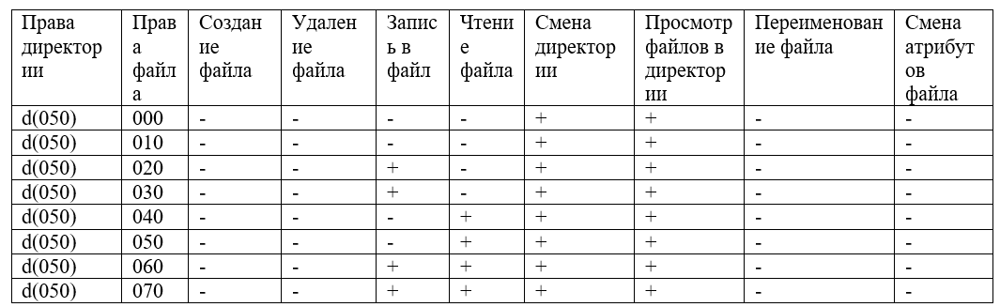 Права директории | Права файла | Создание файла | Удаление файла | Запись в файл | Чтение файла | Смена директории | Просмотр файлов в директории | Переименование файла | Смена атрибутов файла
d(050) | 000 | - | - | - | - | + | + | - | -
d(050) | 010 | - | - | - | - | + | + | - | -
d(050) | 020 | - | - | + | - | + | + | - | -
d(050) | 030 | - | - | + | - | + | + | - | -
d(050) | 040 | - | - | - | + | + | + | - | -
d(050) | 050 | - | - | - | + | + | + | - | -
d(050) | 060 | - | - | + | + | + | + | - | -
d(050) | 070 | - | - | + | + | + | + | - | -